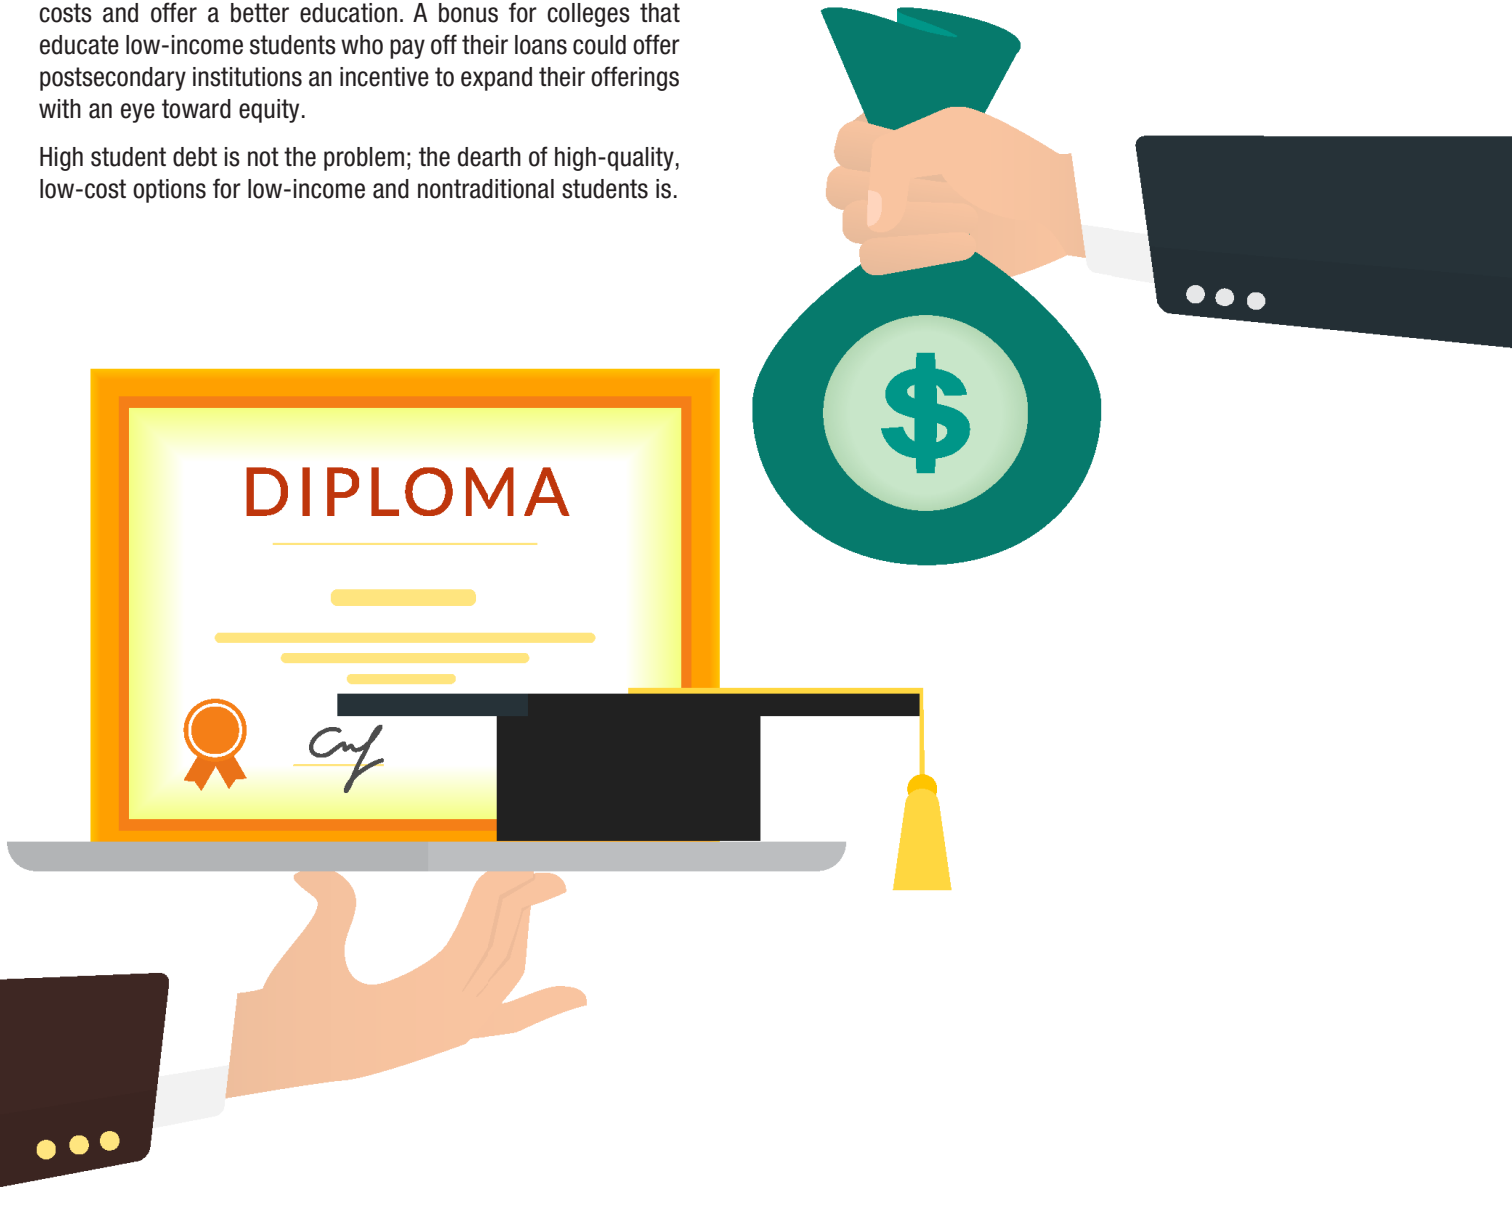 costs and offer a better education. A bonus for colleges that
educate low-income students who pay off their loans could offer
postsecondary institutions an incentive to expand their offerings
with an eye toward equity.
High student debt is not the problem; the dearth of high-quality,
low-cost options for low-income and nontraditional students is.
$
DIPLOMA